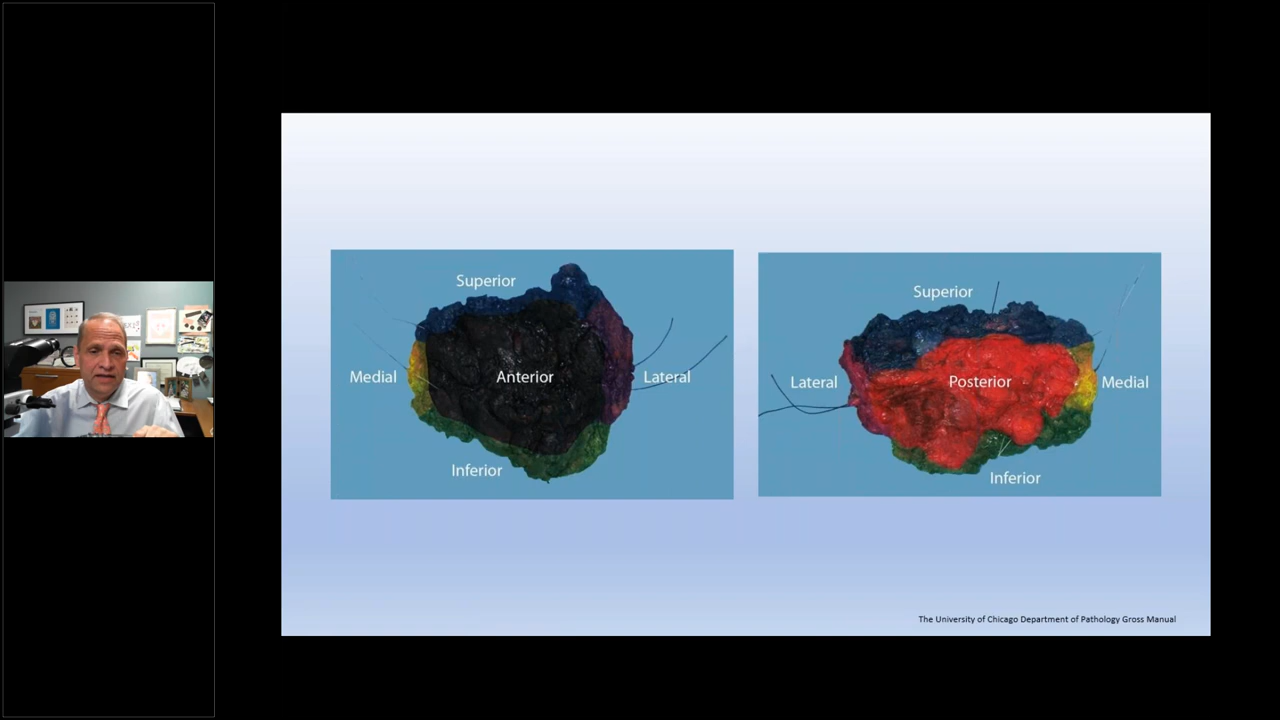 Superior
Medial
Anterior
Lateral
Inferior
Superior
Lateral
Posterior
Medial
Inferior
The University of Chicago Department of Pathology Gross Manual